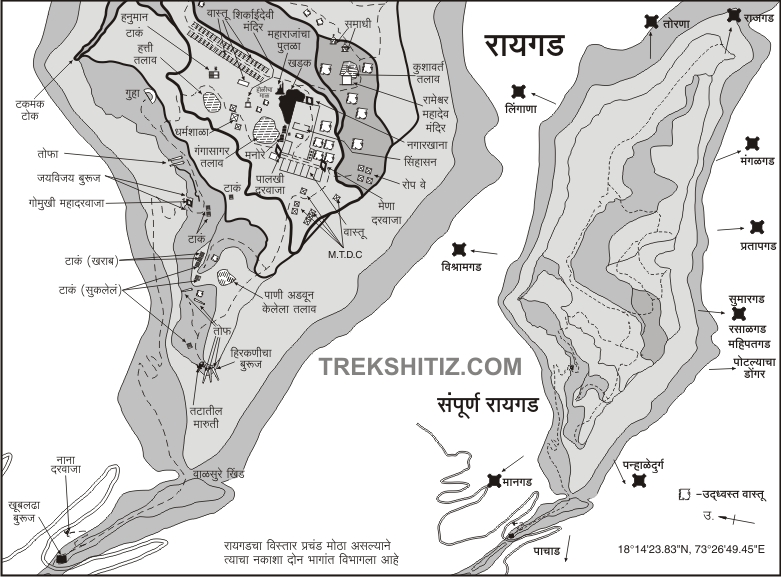 रायगड
हनुमान
टाकं
हत्ती
तलाव
वास्तू
शिर्काईदेवी
मंदिर
महाराजांचा
पुतळा
खडक
समाधी
कुशावर्त
तलाव
रामेश्वर
महादेव
मंदिर
नगारखाना
सिंहासन
रोप वे
मेणा
दरवाजा
वास्तू
M.T.D.C
टकमक
टोक
गुहा
धर्मशाळा
गंगासागर
तलाव
मनोरे
पालखी
दरवाजा
टाकं
तोफा
जयविजय बुरूज
गोमुखी महादरवाजा
टाकं
टाकं (खराब)
टाकं (सुकलेलं)
पाणी अडवून
केलेला तलाव
तोफ
हिरकणीचा
बुरूज
तटातील
मारुती
नाना
दरवाजा
वाळसुरे खिंड
खूबलढा
बुरूज
TREKSHITIZ.COM
रायगडचा विस्तार प्रचंड मोठा असल्याने
त्याचा नकाशा दोन भागांत विभागला आहे
संपूर्ण रायगड
तोरणा
राजगड
लिंगाणा
मंगळगड
प्रतापगड
विश्रामगड
सुमारगड
रसाळगड
महिपतगड
पोटल्याचा
डोंगर
पन्हाळेदुर्ग
मानगड
पाचाड
-उद्ध्वस्त वास्तू
उ.
18°14'23.83"N, 73°26'49.45"E